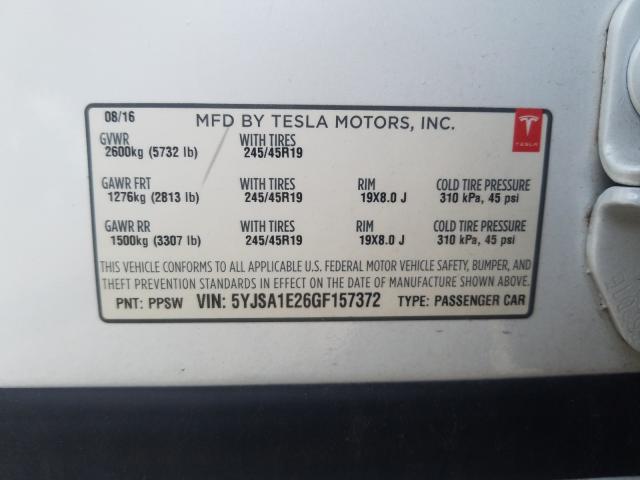 08/16 MFD BY TESLA MOTORS, INC.
GVWR WITH TIRES TESLA
2600kg (5732 lb) 245/45R19
GAWR FRT WITH TIRES RIM COLD TIRE PRESSURE
1276kg (2813 lb) 245/45R19 19X8.0 J 310 kPa, 45 psi
GAWR RR WITH TIRES RIM COLD TIRE PRESSURE
1500kg (3307 lb) 245/45R19 19X8.0 J 310 kPa, 45 psi
THIS VEHICLE CONFORMS TO ALL APPLICABLE U.S. FEDERAL MOTOR VEHICLE SAFETY, BUMPER, AND
THEFT PREVENTION STANDARDS IN EFFECT ON THE DATE OF MANUFACTURE SHOWN ABOVE.
PNT: PPSW VIN: 5YJSA1E26GF157372 TYPE: PASSENGER CAR